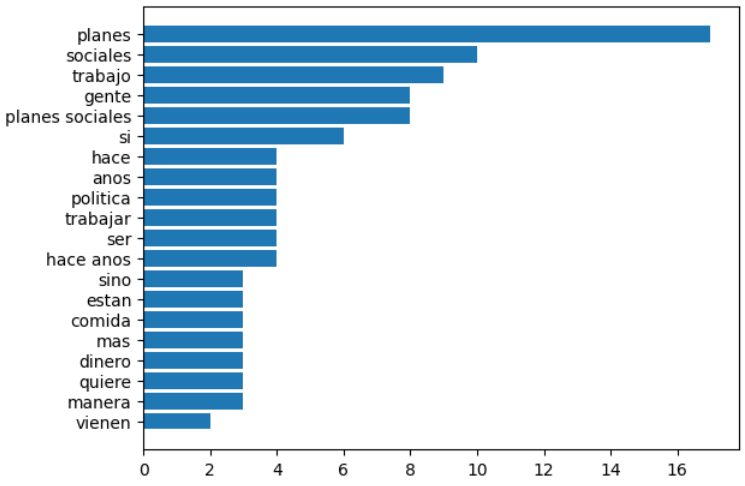 planes
sociales
trabajo
gente
planes sociales
si
hace
anos
politica
trabajar
ser
hace anos
sino
estan
comida
mas
dinero
quiere
manera
vienen
0 2 4 6 8 10 12 14 16